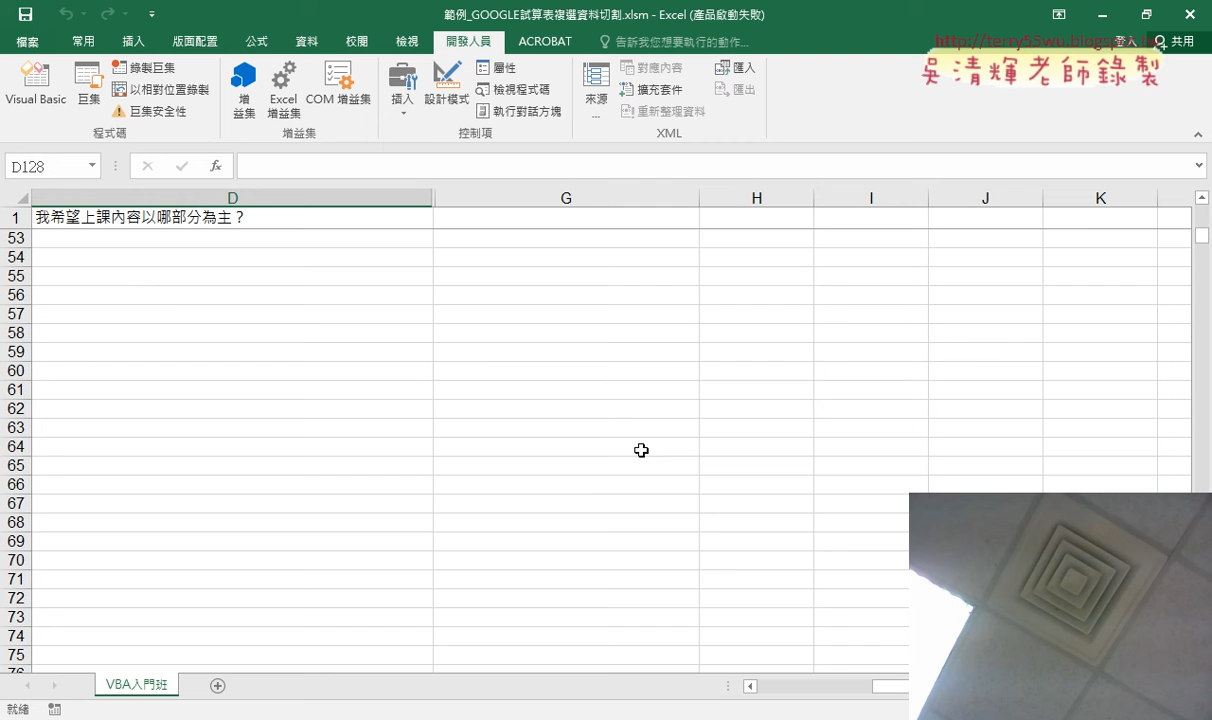 範例_GOOGLE試算表複選資料切割.xlsm - Excel (產品啟動失敗)
檔案 常用 插入 版面配置 公式 資料 校閱 檢視 開發人員 ACROBAT 告訴我您想要執行的動作... 登入 共用
http://terry55wu.blogspot
吳清輝老師錄製
Visual Basic
巨集
錄製巨集
以相對位置錄製
巨集安全性
程式碼
增益集
Excel 增益集
COM 增益集
增益集
插入
設計模式
屬性
檢視程式碼
執行對話方塊
控制項
來源...
對應內容
擴充套件
重新整理資料
匯入
匯出
XML
D128
fx
D G H I J K
1 我希望上課內容以哪部分為主？
53
54
55
56
57
58
59
60
61
62
63
64
65
66
67
68
69
70
71
72
73
74
75
76
VBA入門班
就緒